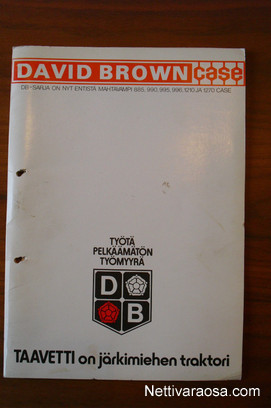 DAVID BROWN case
DB-SARJA ON NYT ENTISTÄ MAHTAVAMPI: 885, 990, 995, 996, 1210 JA 1270 CASE
TYÖTÄ
PELKÄÄMÄTÖN
TYÖMYYRÄ
D
B
TAAVETTI on järkimiehen traktori
Nettivaraosa.com